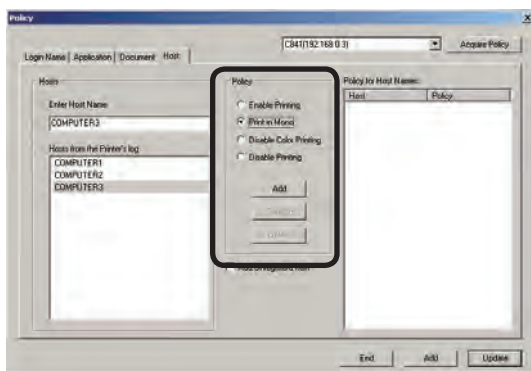 Policy
C841(192.168.0.3)
Acquire Policy
Login Name
Application
Document
Host
Hosts
Enter Host Name
COMPUTER3
Hosts from the Printer's log
COMPUTER1
COMPUTER2
COMPUTER3
Policy
Enable Printing
Print in Mono
Disable Color Printing
Disable Printing
Add
Policy for Host Names:
Host
Policy
End
Add
Update